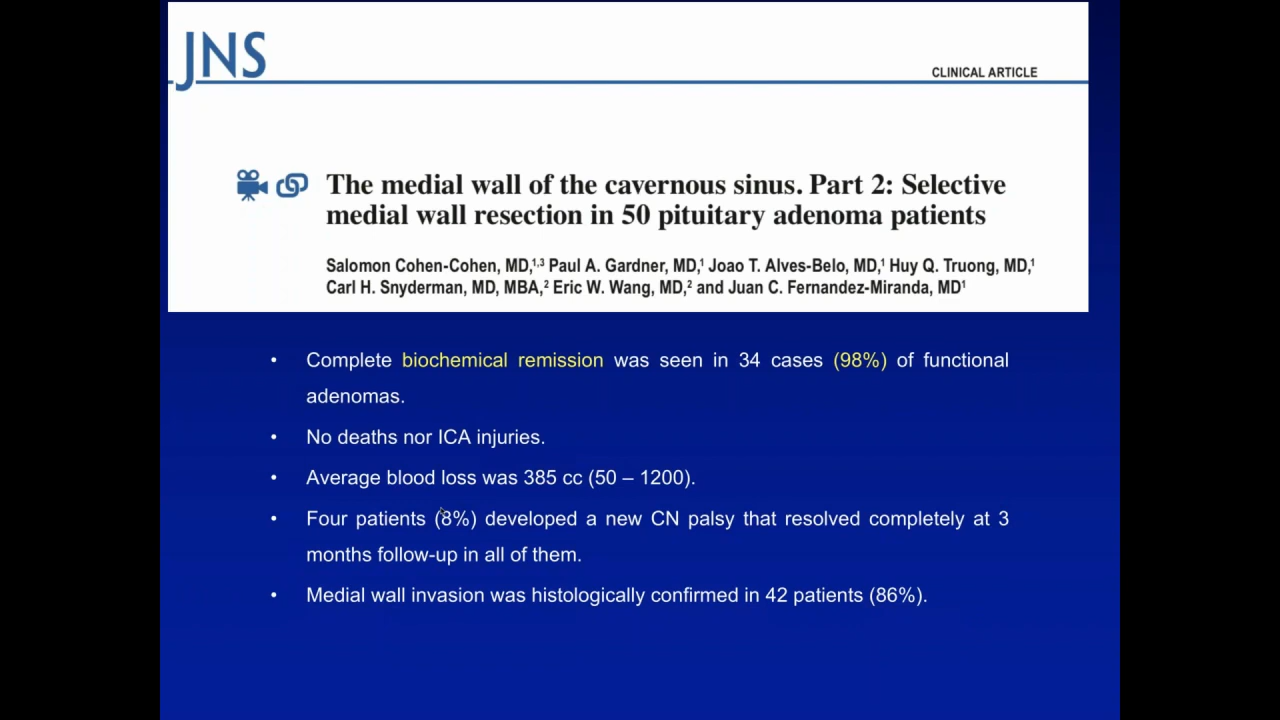 JNS
CLINICAL ARTICLE
The medial wall of the cavernous sinus. Part 2: Selective
medial wall resection in 50 pituitary adenoma patients
Salomon Cohen-Cohen, MD,¹,³ Paul A. Gardner, MD,¹ Joao T. Alves-Belo, MD,¹ Huy Q. Truong, MD,¹
Carl H. Snyderman, MD, MBA,² Eric W. Wang, MD,² and Juan C. Fernandez-Miranda, MD¹
• Complete biochemical remission was seen in 34 cases (98%) of functional
adenomas.
• No deaths nor ICA injuries.
• Average blood loss was 385 cc (50 – 1200).
• Four patients (8%) developed a new CN palsy that resolved completely at 3
months follow-up in all of them.
• Medial wall invasion was histologically confirmed in 42 patients (86%).